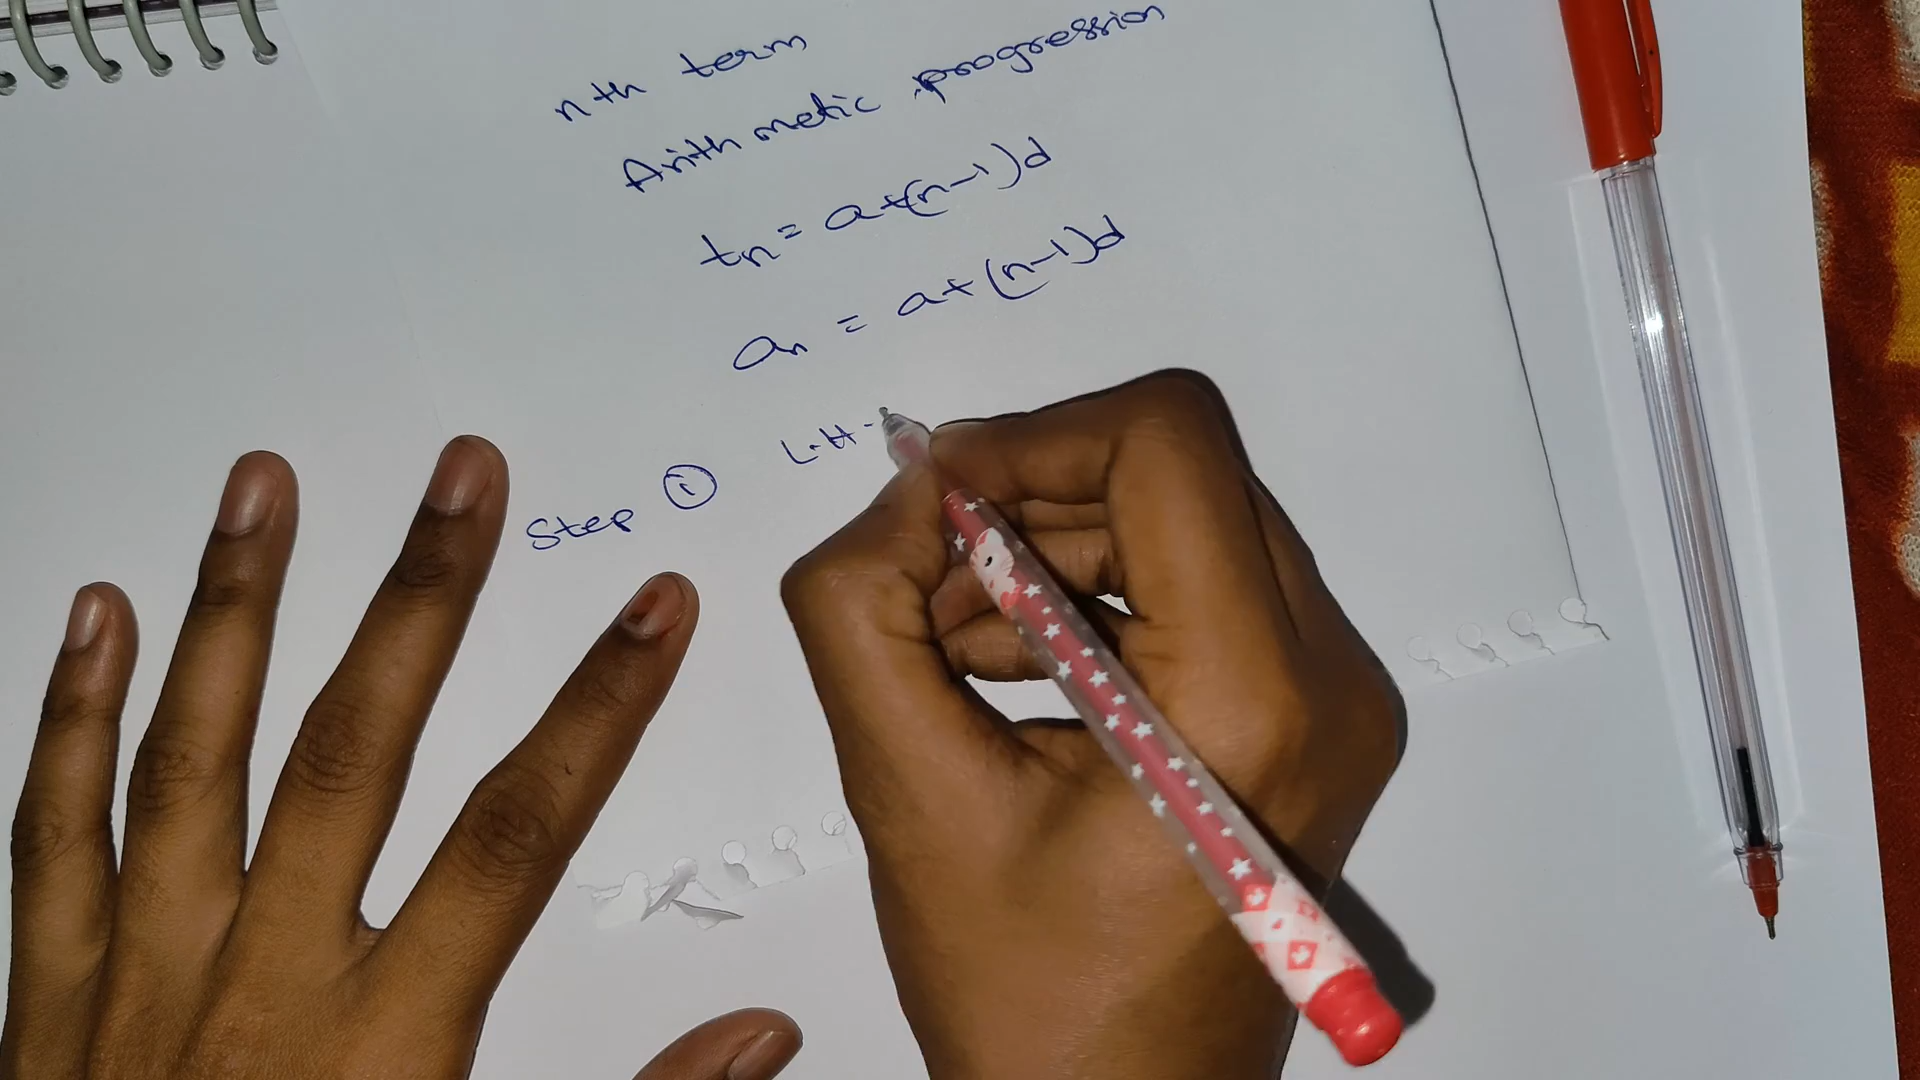 nth term
Arithmetic progression
tn = a+(n-1)d
an = a+(n-1)d
Step ① L.H.